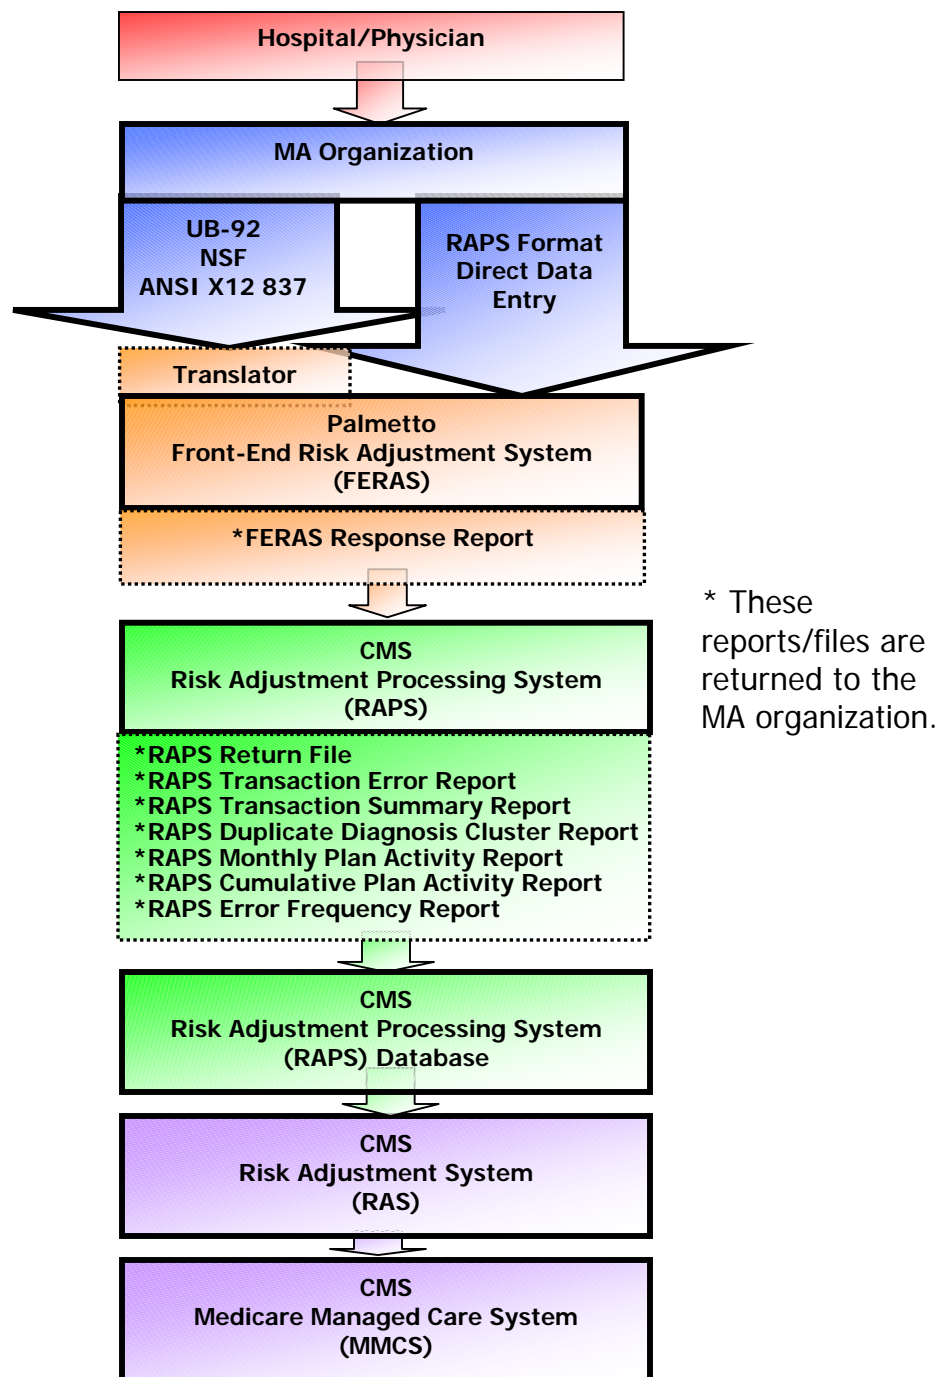 Hospital/Physician
MA Organization
UB-92
NSF
ANSI X12 837
RAPS Format
Direct Data
Entry
Translator
Palmetto
Front-End Risk Adjustment System
(FERAS)
*FERAS Response Report
* These
reports/files are
returned to the
MA organization.
CMS
Risk Adjustment Processing System
(RAPS)
*RAPS Return File
*RAPS Transaction Error Report
*RAPS Transaction Summary Report
*RAPS Duplicate Diagnosis Cluster Report
*RAPS Monthly Plan Activity Report
*RAPS Cumulative Plan Activity Report
*RAPS Error Frequency Report
CMS
Risk Adjustment Processing System
(RAPS) Database
CMS
Risk Adjustment System
(RAS)
CMS
Medicare Managed Care System
(MMCS)